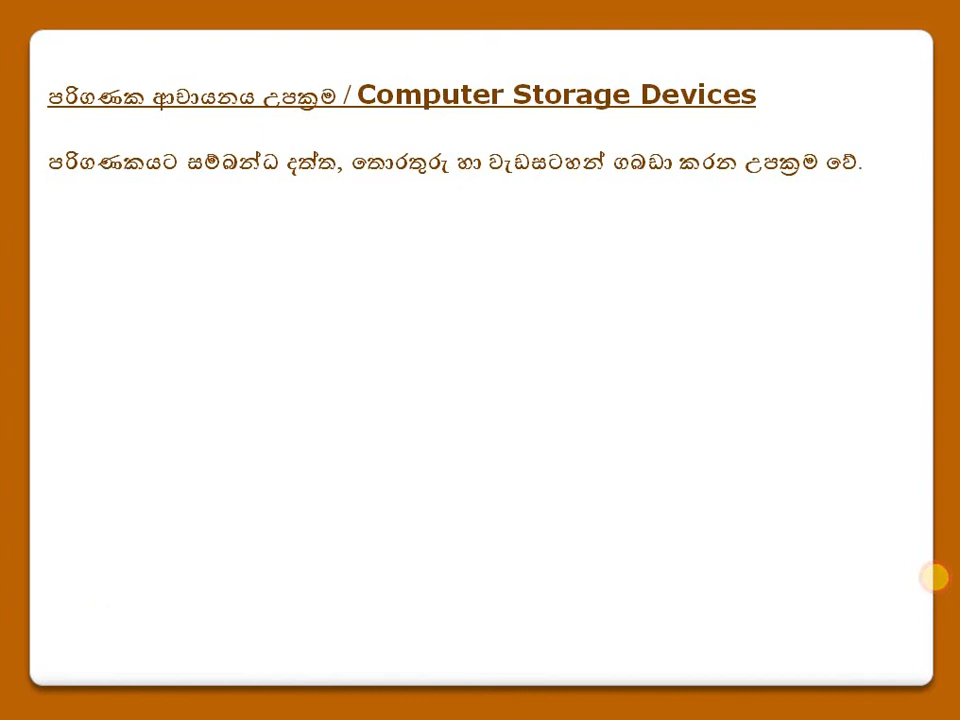 පරිගණක ආචායනය උපක්‍රම / Computer Storage Devices
පරිගණකයට සම්බන්ධ දත්ත, තොරතුරු හා වැඩසටහන් ගබඩා කරන උපක්‍රම වේ.